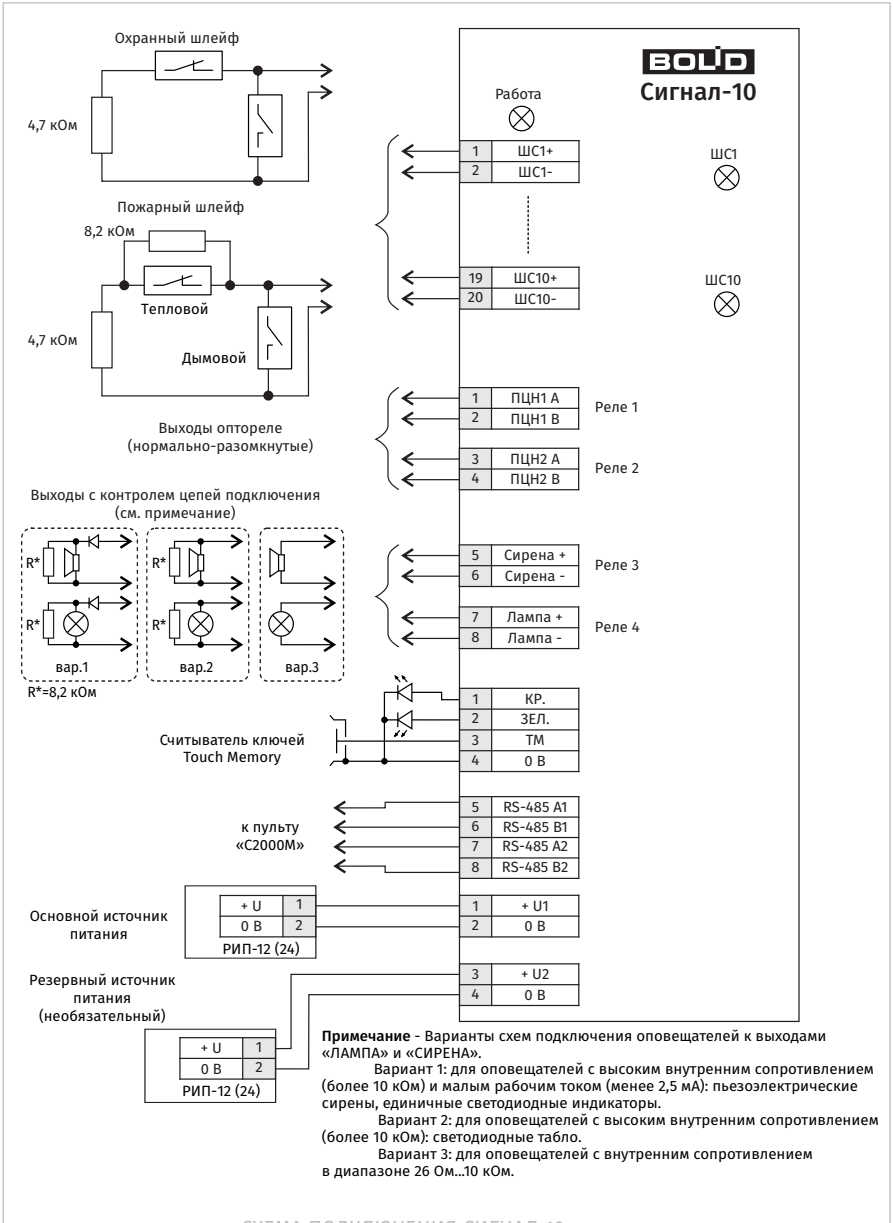 Охранный шлейф
4,7 кОм
Пожарный шлейф
8,2 кОм
Тепловой
4,7 кОм
Дымовой
Выходы оптореле
(нормально-разомкнутые)
Выходы с контролем цепей подключения
(см. примечание)
R*
R*
R*
R*
вар.1
вар.2
вар.3
R*=8,2 кОм
Считыватель ключей
Touch Memory
к пульту
«С2000М»
Основной источник
питания
+ U 1
0 В 2
РИП-12 (24)
Резервный источник
питания
(необязательный)
+ U 1
0 В 2
РИП-12 (24)
BOLID
Сигнал-10
Работа
1 ШС1+
2 ШС1-
ШС1
19 ШС10+
20 ШС10-
ШС10
1 ПЦН1 А
2 ПЦН1 В
Реле 1
3 ПЦН2 А
4 ПЦН2 В
Реле 2
5 Сирена +
6 Сирена -
Реле 3
7 Лампа +
8 Лампа -
Реле 4
1 КР.
2 ЗЕЛ.
3 ТМ
4 0 В
5 RS-485 A1
6 RS-485 B1
7 RS-485 A2
8 RS-485 B2
1 + U1
2 0 В
3 + U2
4 0 В
Примечание - Варианты схем подключения оповещателей к выходами
«ЛАМПА» и «СИРЕНА».
Вариант 1: для оповещателей с высоким внутренним сопротивлением
(более 10 кОм) и малым рабочим током (менее 2,5 мА): пьезоэлектрические
сирены, единичные светодиодные индикаторы.
Вариант 2: для оповещателей с высоким внутренним сопротивлением
(более 10 кОм): светодиодные табло.
Вариант 3: для оповещателей с внутренним сопротивлением
в диапазоне 26 Ом...10 кОм.